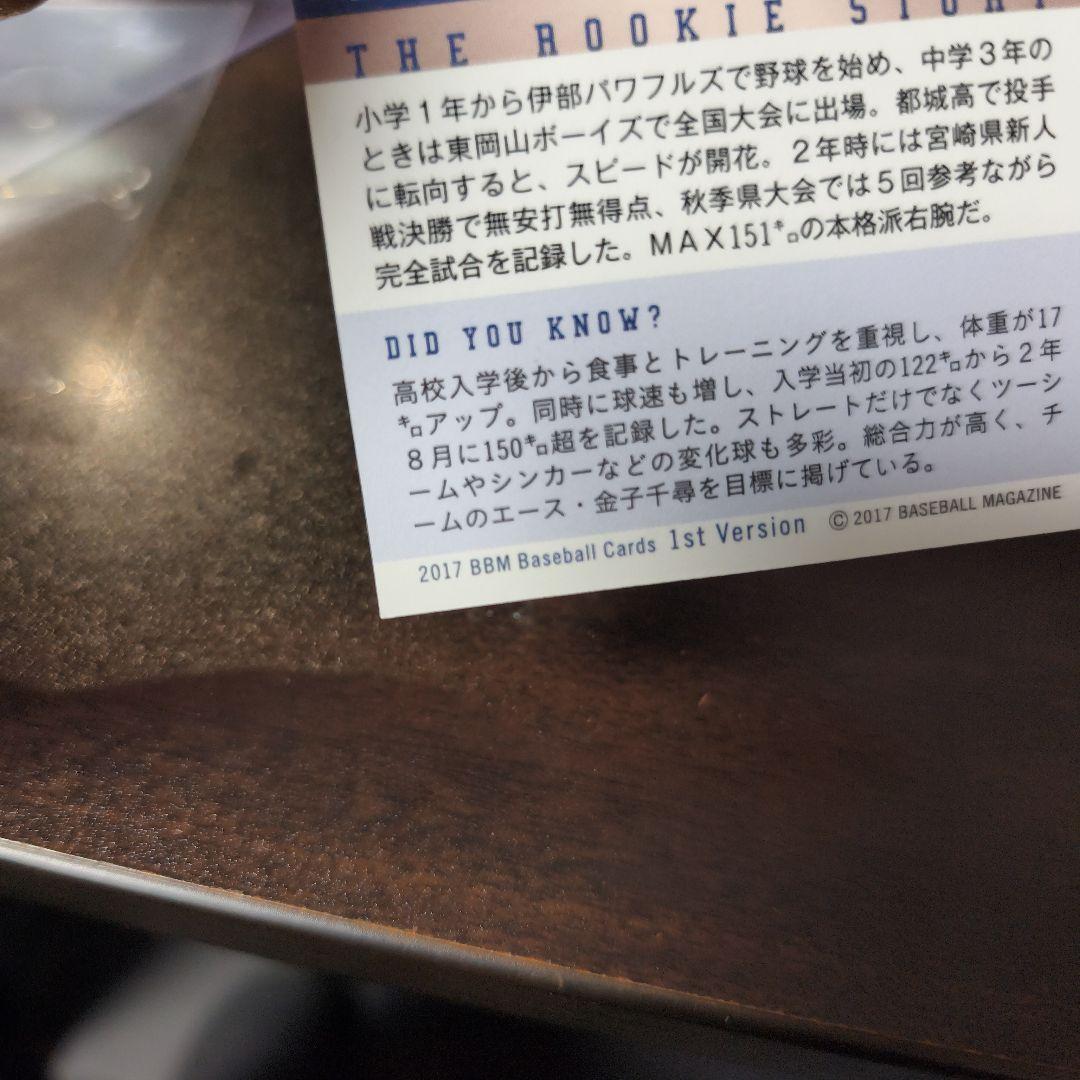 THE ROOKIE STORY
小学1年から伊部パワフルズで野球を始め、中学3年の
ときは東岡山ボーイズで全国大会に出場。都城高で投手
に転向すると、スピードが開花。2年時には宮崎県新人
戦決勝で無安打無得点、秋季県大会では5回参考ながら
完全試合を記録した。MAX151㌔の本格派右腕だ。
DID YOU KNOW?
高校入学後から食事とトレーニングを重視し、体重が17
㌔アップ。同時に球速も増し、入学当初の122㌔から2年
8月に150㌔超を記録した。ストレートだけでなくツーシ
ームやシンカーなどの変化球も多彩。総合力が高く、チ
ームのエース・金子千尋を目標に掲げている。
2017 BBM Baseball Cards 1st Version © 2017 BASEBALL MAGAZINE